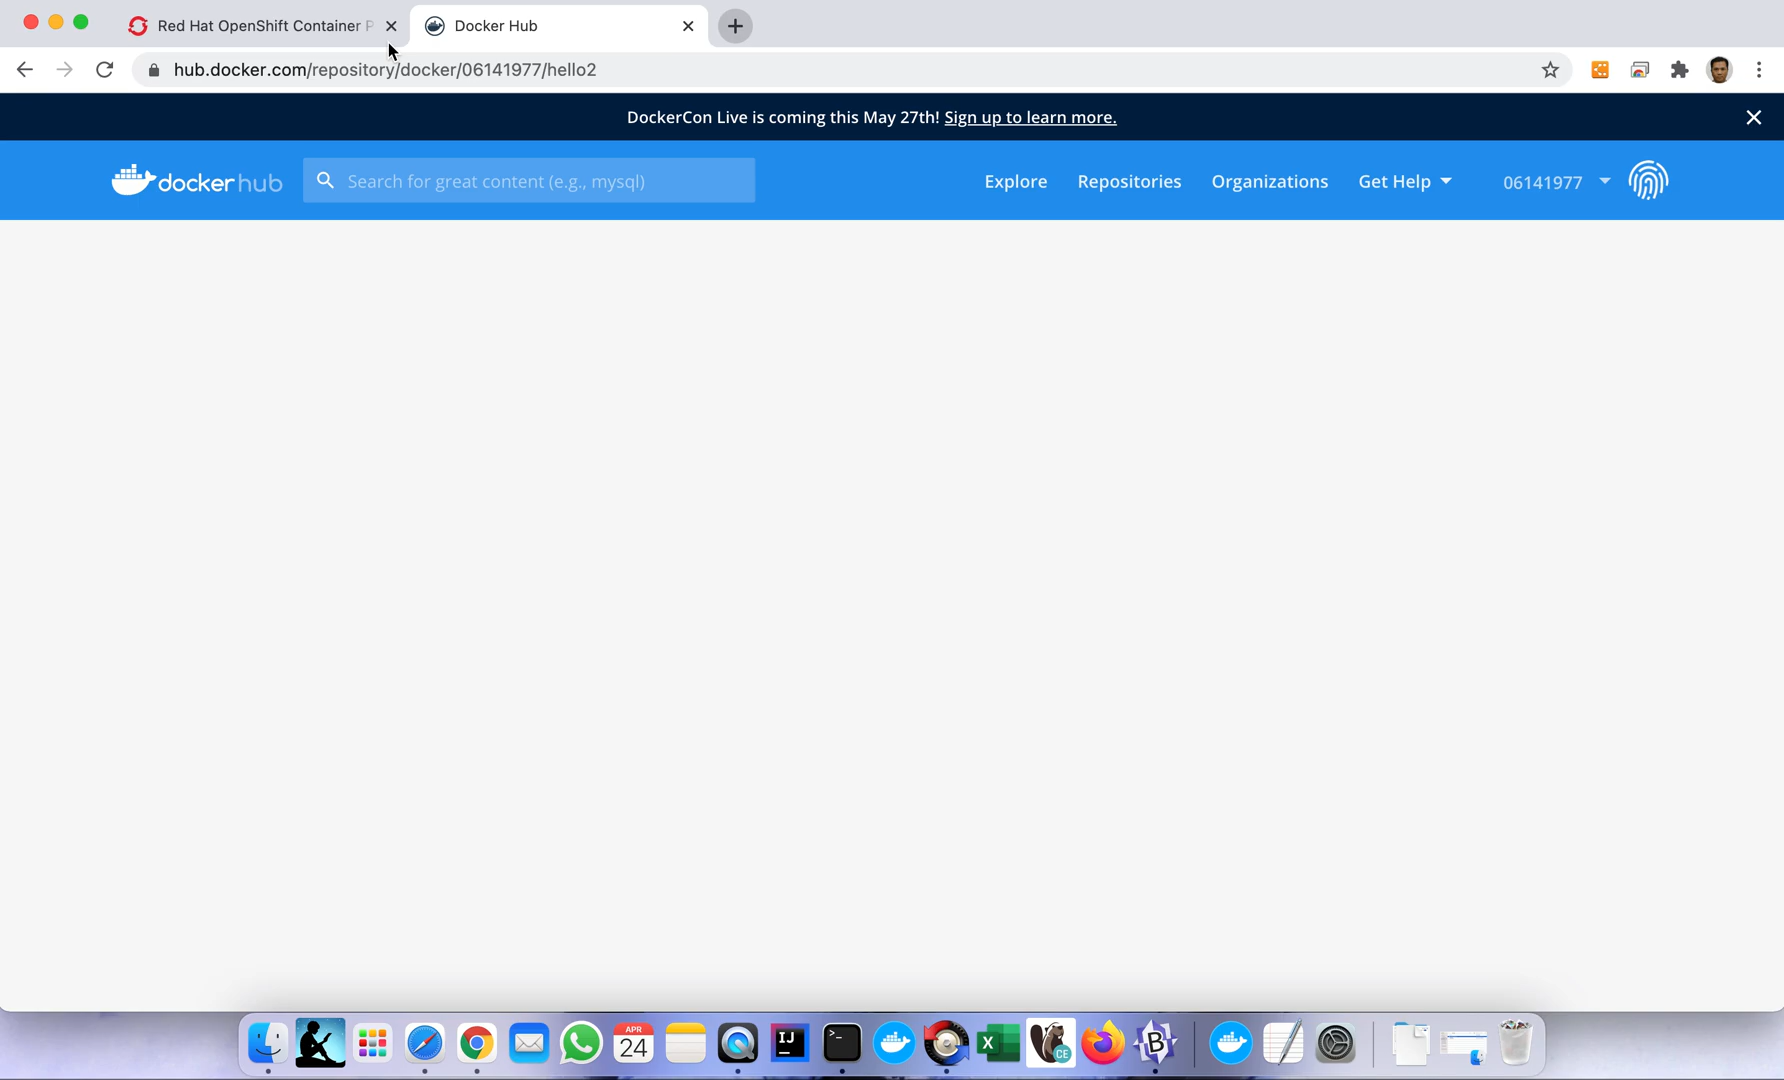 Red Hat OpenShift Container P
Docker Hub
hub.docker.com/repository/docker/06141977/hello2
DockerCon Live is coming this May 27th! Sign up to learn more.
docker hub
Search for great content (e.g., mysql)
Explore
Repositories
Organizations
Get Help
06141977
APR
24
IJ
>_
X
CE
B